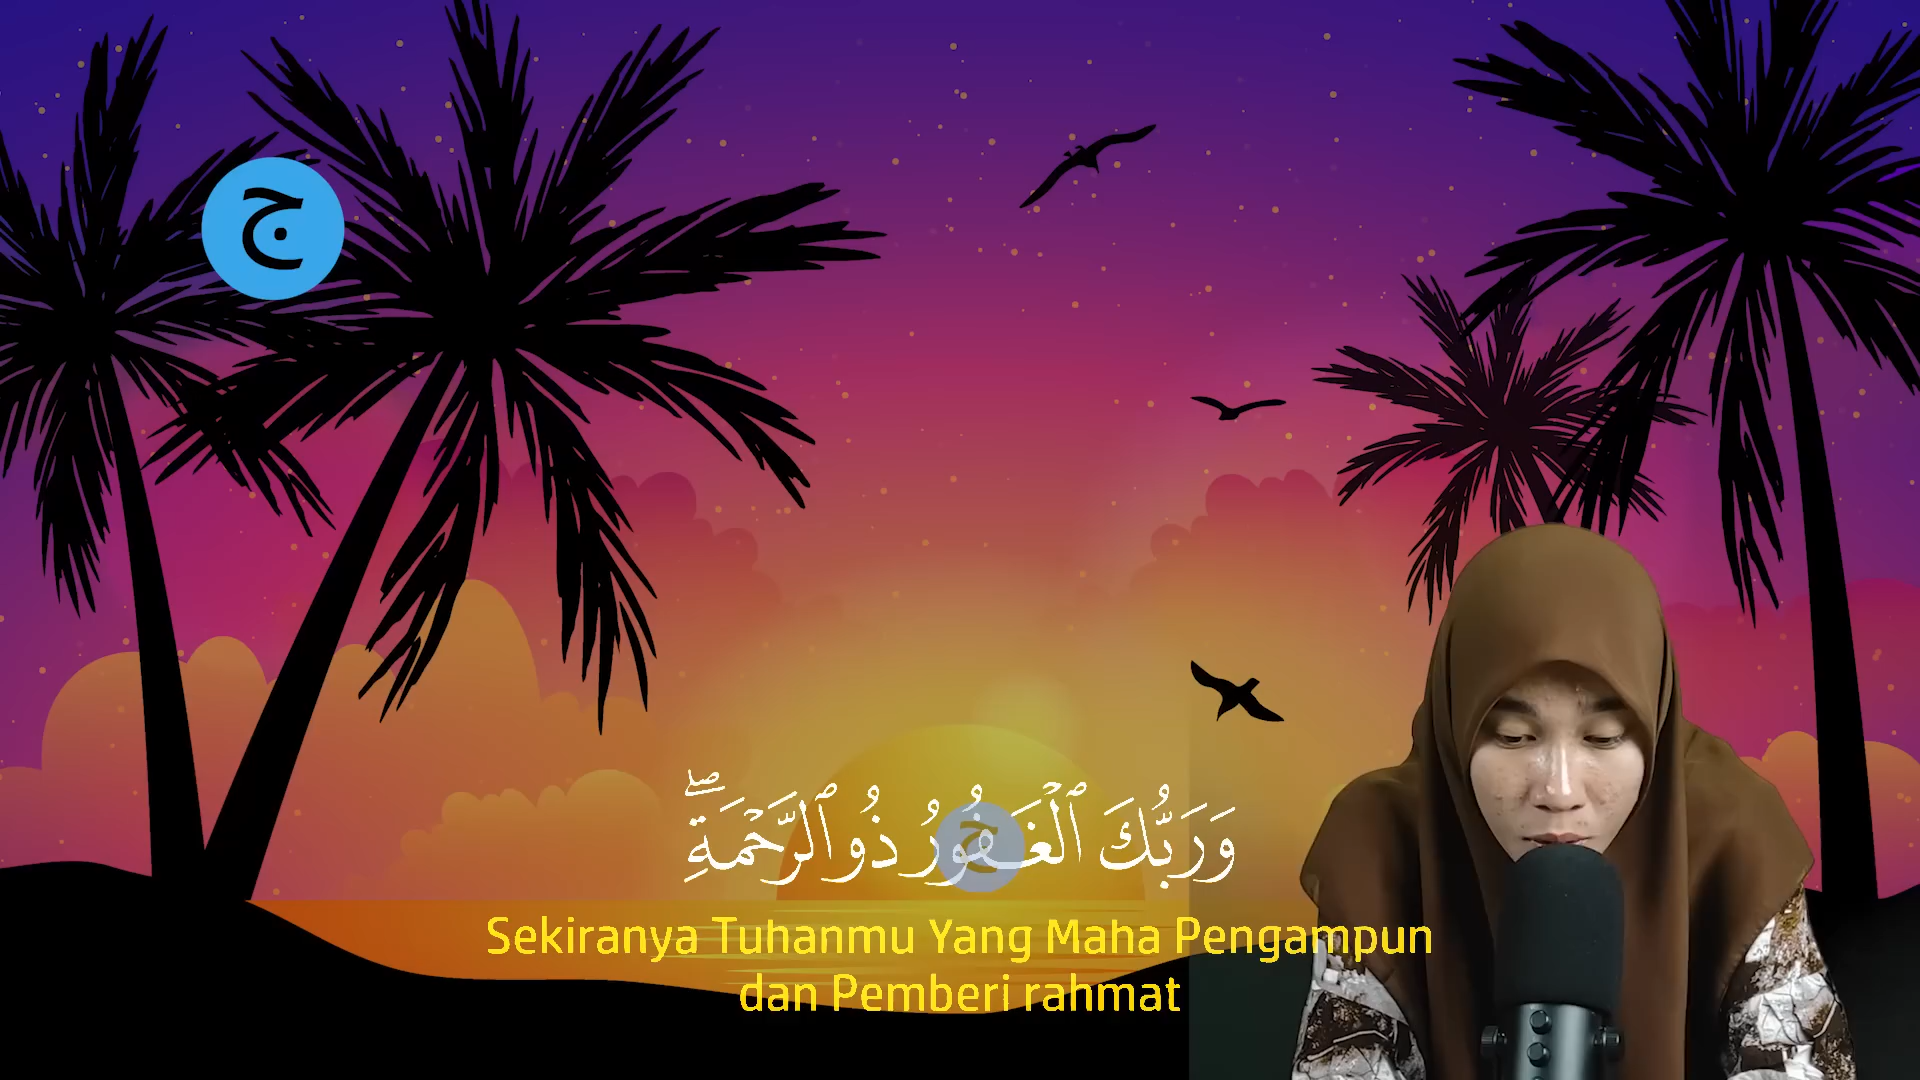 ج
وَرَبُّكَ ٱلْغَفُورُ ذُو ٱلرَّحْمَةِ ۖ
Sekiranya Tuhanmu Yang Maha Pengampun
dan Pemberi rahmat